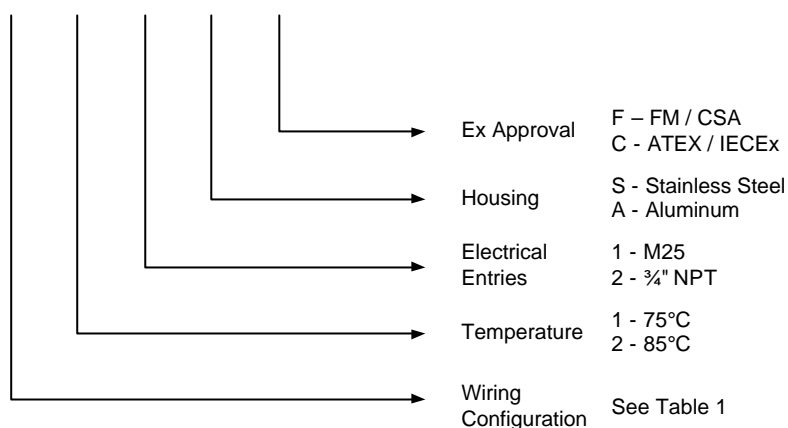 Ex Approval
F – FM / CSA
C - ATEX / IECEx
Housing
S - Stainless Steel
A - Aluminum
Electrical
Entries
1 - M25
2 - ¾" NPT
Temperature
1 - 75°C
2 - 85°C
Wiring
Configuration
See Table 1